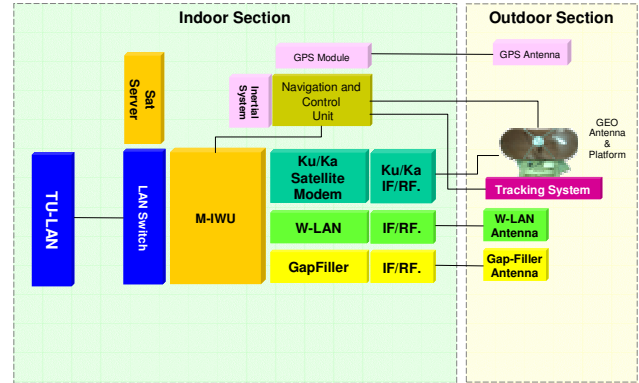 Indoor Section
Outdoor Section
GPS Module
GPS Antenna
Sat
Server
Inertial
System
Navigation and
Control
Unit
GEO
Antenna
&
Platform
TU-LAN
LAN Switch
M-IWU
Ku/Ka
Satellite
Modem
Ku/Ka
IF/RF.
Tracking System
W-LAN
IF/RF.
W-LAN
Antenna
GapFiller
IF/RF.
Gap-Filler
Antenna